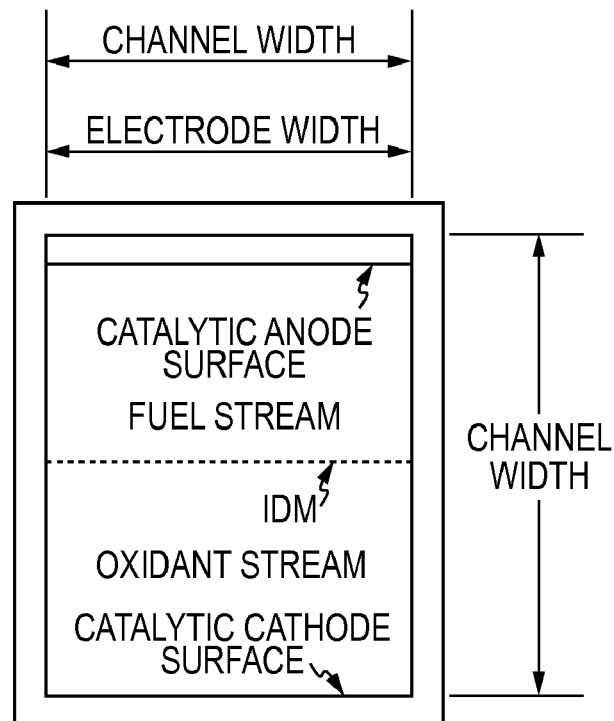 CHANNEL WIDTH
ELECTRODE WIDTH
CATALYTIC ANODE
SURFACE
FUEL STREAM
CHANNEL
WIDTH
IDM
OXIDANT STREAM
CATALYTIC CATHODE
SURFACE